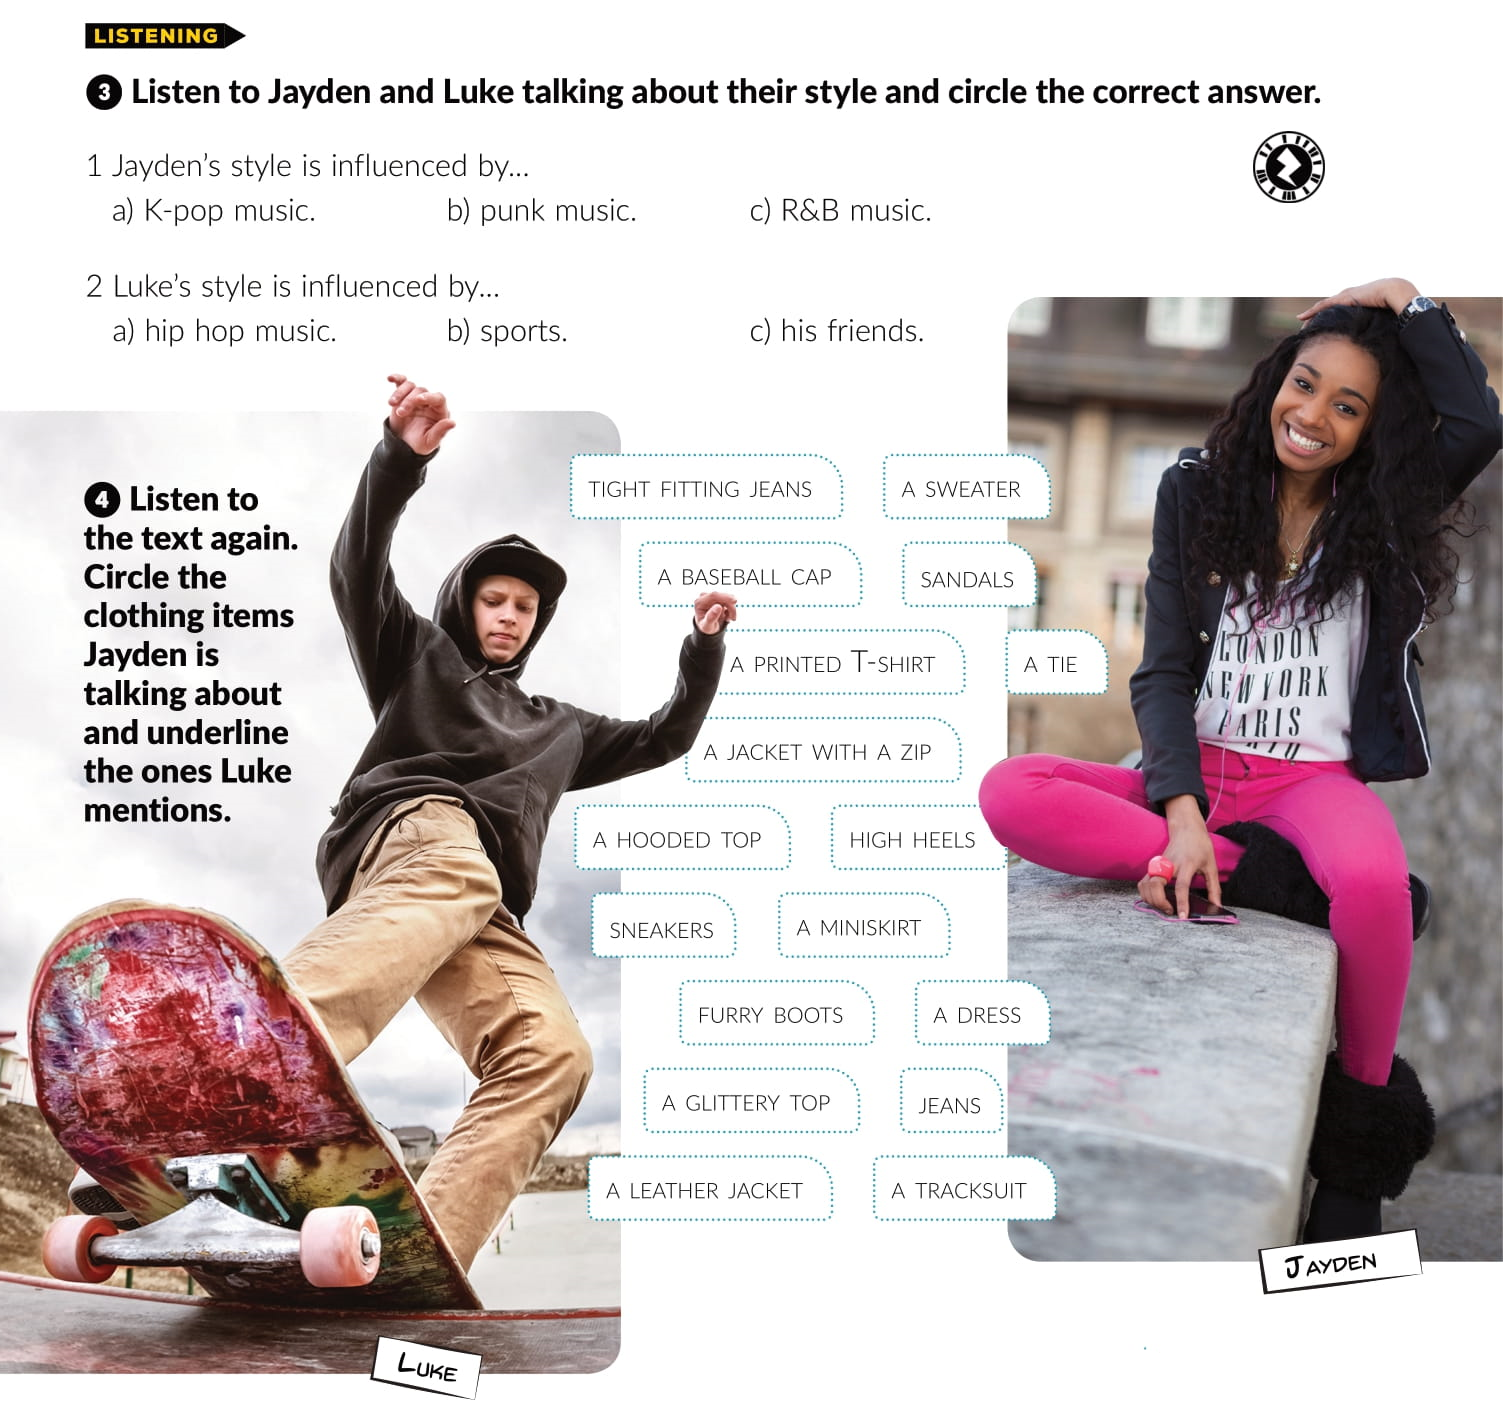 LISTENING
3 Listen to Jayden and Luke talking about their style and circle the correct answer.
1 Jayden's style is influenced by...
a) K-pop music. b) punk music. c) R&B music.
2 Luke's style is influenced by...
a) hip hop music. b) sports. c) his friends.
4 Listen to
the text again.
Circle the
clothing items
Jayden is
talking about
and underline
the ones Luke
mentions.
TIGHT FITTING JEANS
A SWEATER
A BASEBALL CAP
SANDALS
A PRINTED T-SHIRT
A TIE
A JACKET WITH A ZIP
A HOODED TOP
HIGH HEELS
SNEAKERS
A MINISKIRT
FURRY BOOTS
A DRESS
A GLITTERY TOP
JEANS
A LEATHER JACKET
A TRACKSUIT
LONDON
NEW YORK
PARIS
JAYDEN
LUKE